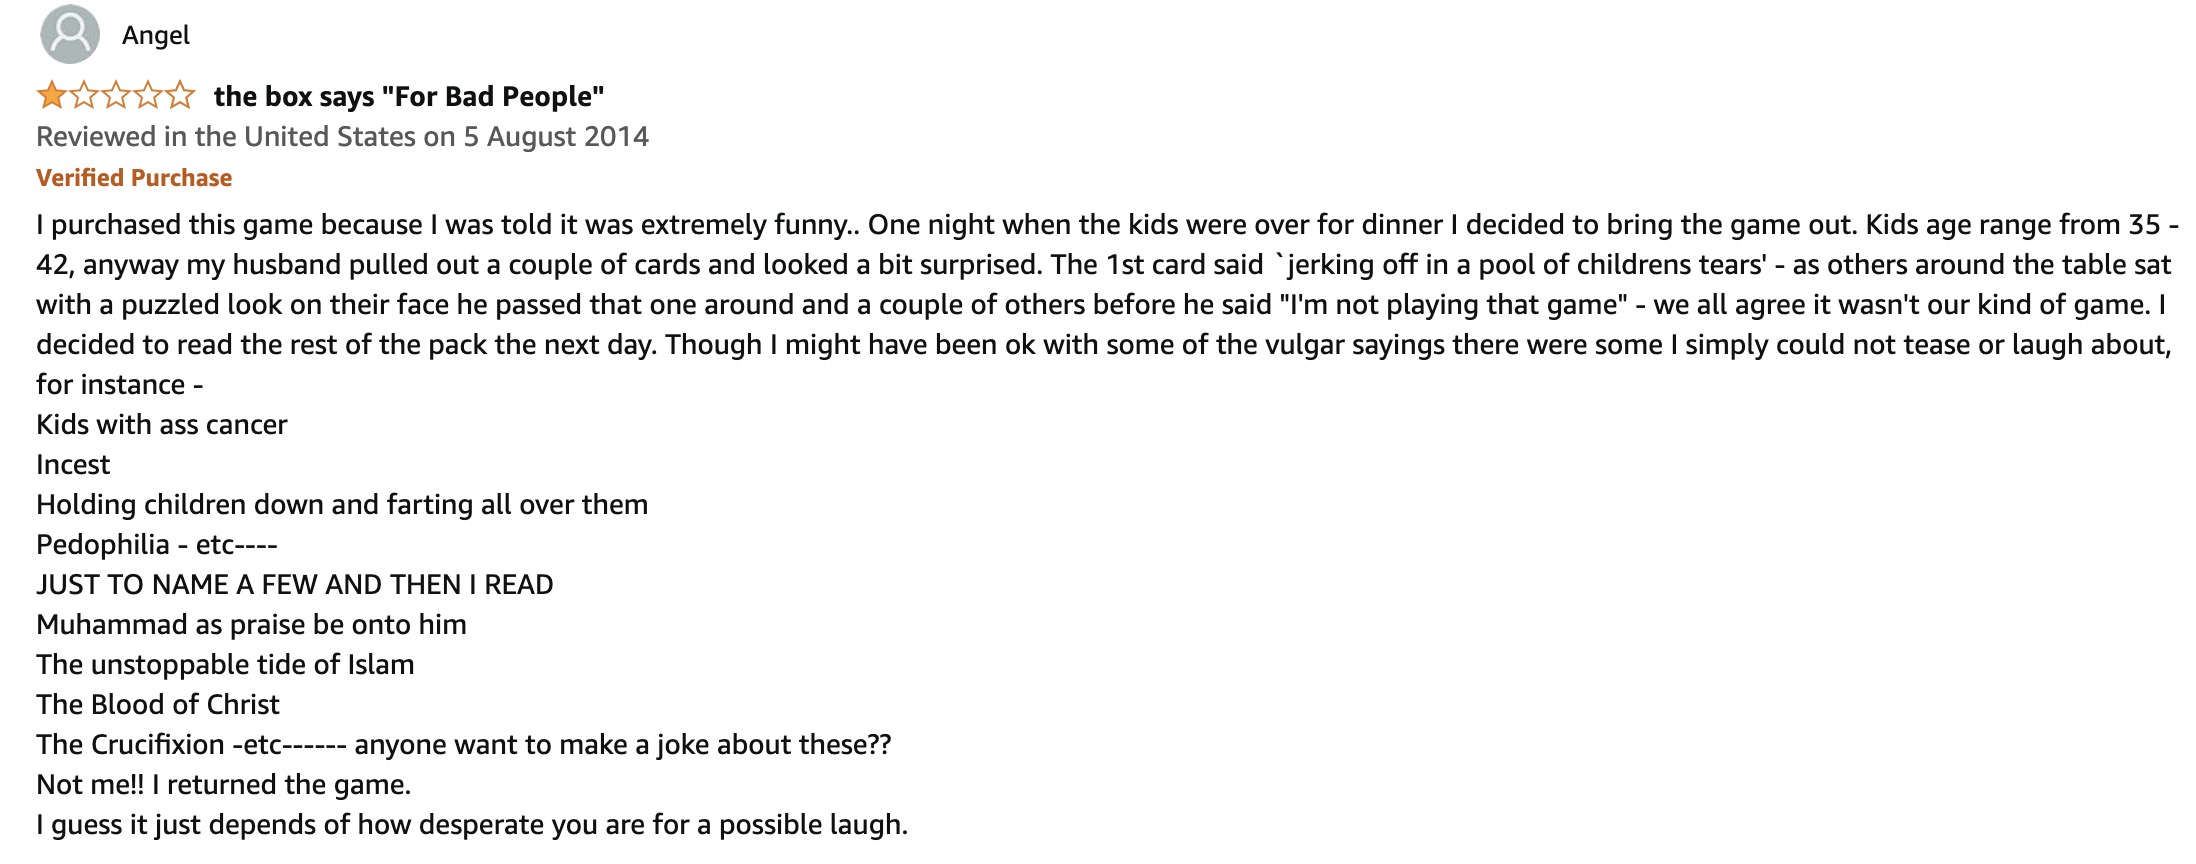 Angel
the box says "For Bad People"
Reviewed in the United States on 5 August 2014
Verified Purchase
I purchased this game because I was told it was extremely funny.. One night when the kids were over for dinner I decided to bring the game out. Kids age range from 35 -
42, anyway my husband pulled out a couple of cards and looked a bit surprised. The 1st card said `jerking off in a pool of childrens tears' - as others around the table sat
with a puzzled look on their face he passed that one around and a couple of others before he said "I'm not playing that game" - we all agree it wasn't our kind of game. I
decided to read the rest of the pack the next day. Though I might have been ok with some of the vulgar sayings there were some I simply could not tease or laugh about,
for instance -
Kids with ass cancer
Incest
Holding children down and farting all over them
Pedophilia - etc----
JUST TO NAME A FEW AND THEN I READ
Muhammad as praise be onto him
The unstoppable tide of Islam
The Blood of Christ
The Crucifixion -etc------ anyone want to make a joke about these??
Not me!! I returned the game.
I guess it just depends of how desperate you are for a possible laugh.